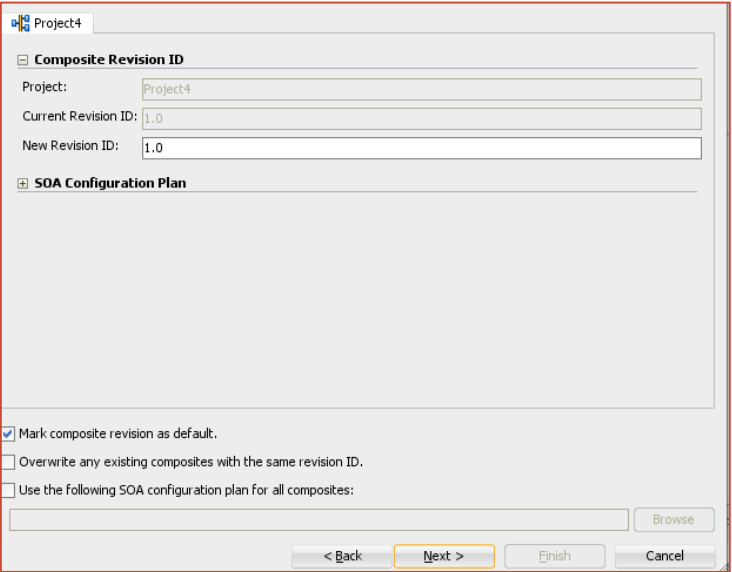 Project4
Composite Revision ID
Project: Project4
Current Revision ID: 1.0
New Revision ID: 1.0
SOA Configuration Plan
Mark composite revision as default.
Overwrite any existing composites with the same revision ID.
Use the following SOA configuration plan for all composites:
Browse
< Back Next > Finish Cancel